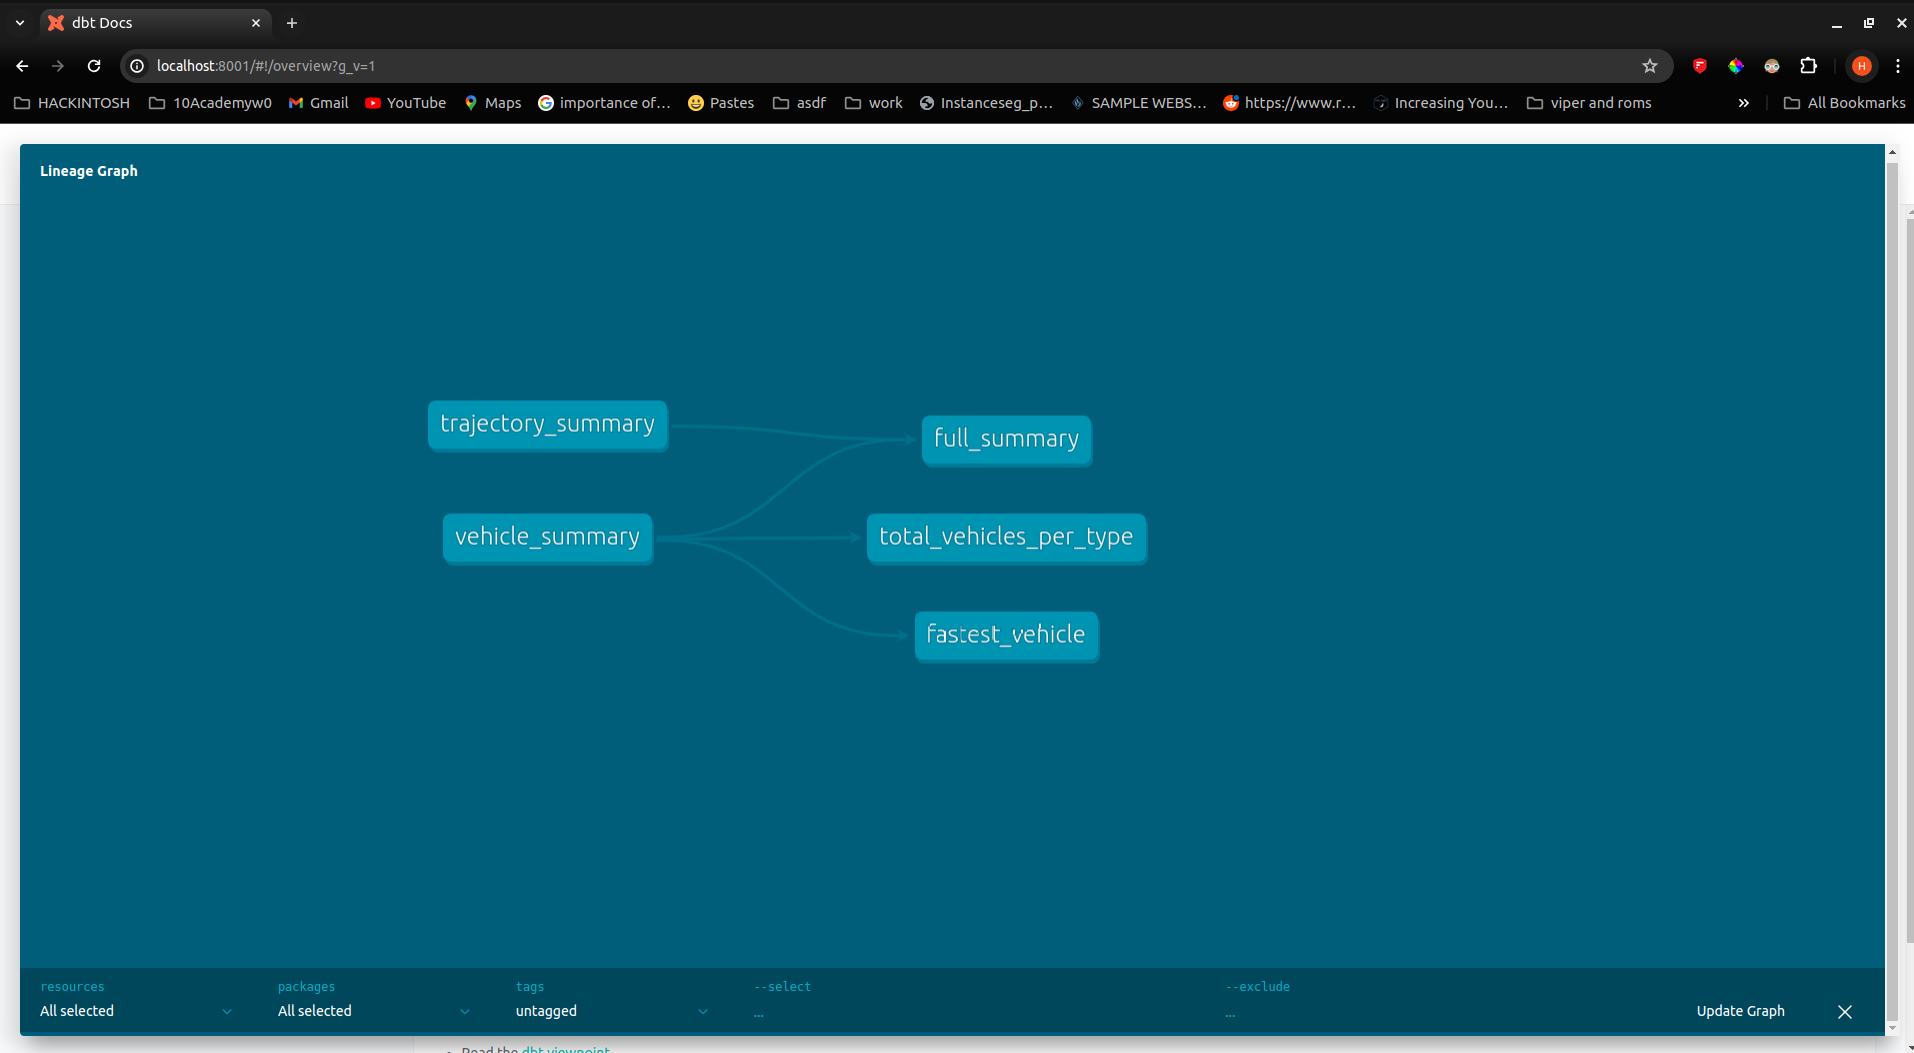 dbt Docs
localhost:8001/#!/overview?g_v=1
HACKINTOSH 10Academyw0 Gmail YouTube Maps importance of... Pastes asdf work Instanceseg_p... SAMPLE WEBS... https://www.r... Increasing You... viper and roms » All Bookmarks
H
Lineage Graph
trajectory_summary
full_summary
vehicle_summary
total_vehicles_per_type
fastest_vehicle
resources packages tags --select --exclude
All selected All selected untagged ... ... Update Graph
Read the dbt viewpoint